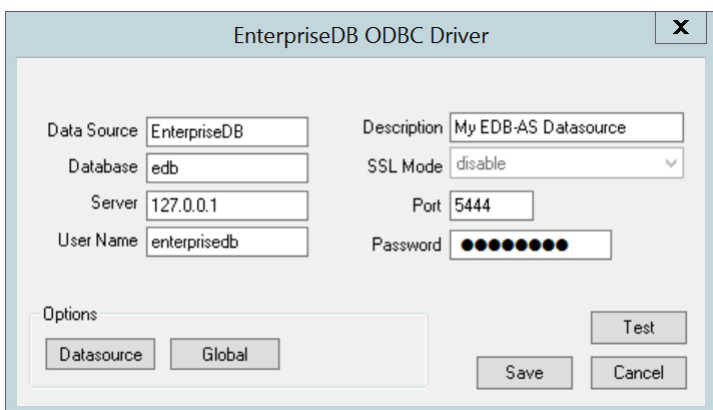 EnterpriseDB ODBC Driver
X
Data Source EnterpriseDB
Description My EDB-AS Datasource
Database edb
SSL Mode disable
Server 127.0.0.1
Port 5444
User Name enterprisedb
Password ●●●●●●●●
Options
Datasource Global
Test
Save Cancel